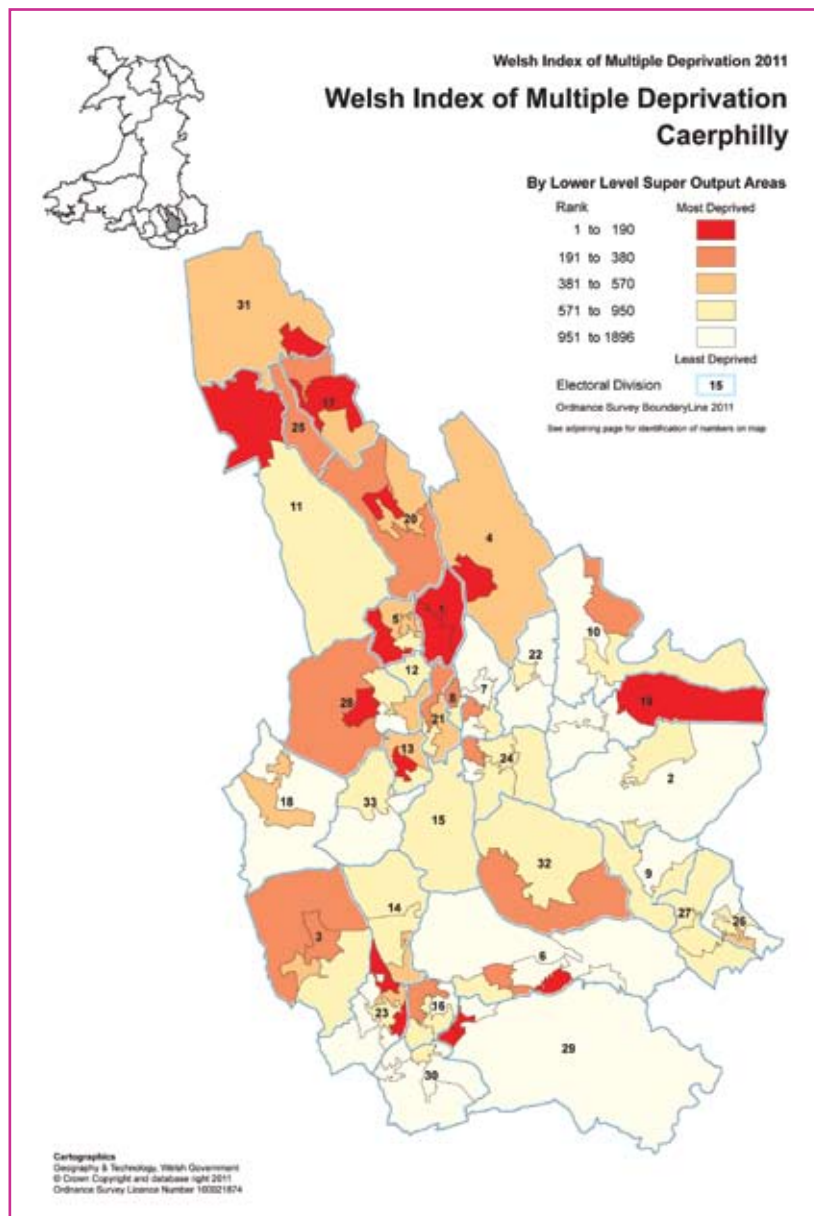 Welsh Index of Multiple Deprivation 2011
Welsh Index of Multiple Deprivation
Caerphilly
By Lower Level Super Output Areas
Rank Most Deprived
1 to 190
191 to 380
381 to 570
571 to 950
951 to 1896
Least Deprived
Electoral Division 15
Ordnance Survey BoundaryLine 2011
See adjoining page for identification of numbers on map
31
17
25
11
20
4
1
5
10
22
12
7
28
8
19
21
13
24
2
18
33
15
32
9
14
27
26
3
6
16
23
29
30
Cartographics
Geography & Technology, Welsh Government
© Crown Copyright and database right 2011
Ordnance Survey Licence Number 100021874